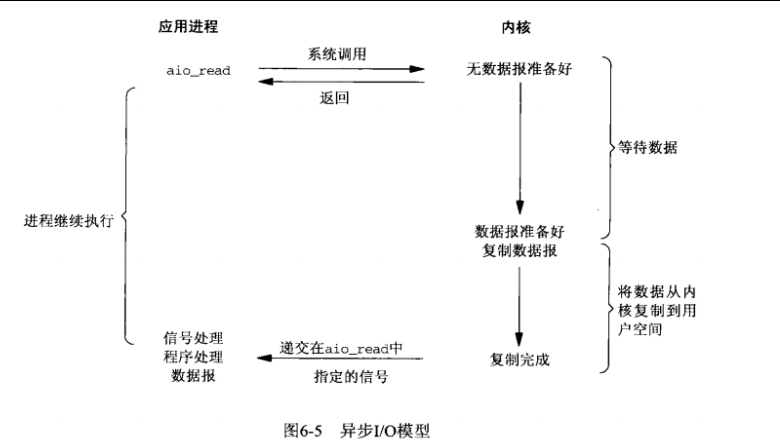 应用进程
内核
系统调用
aio_read
无数据报准备好
返回
等待数据
进程继续执行
数据报准备好
复制数据报
将数据从内
核复制到用
户空间
信号处理
程序处理
数据报
递交在aio_read中
指定的信号
复制完成
图6-5 异步I/O模型